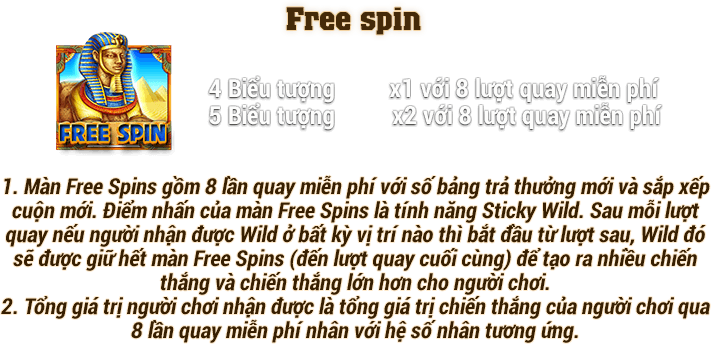 Free spin
FREE SPIN
4 Biểu tượng x1 với 8 lượt quay miễn phí
5 Biểu tượng x2 với 8 lượt quay miễn phí
1. Màn Free Spins gồm 8 lần quay miễn phí với số bảng trả thưởng mới và sắp xếp
cuộn mới. Điểm nhấn của màn Free Spins là tính năng Sticky Wild. Sau mỗi lượt
quay nếu người nhận được Wild ở bất kỳ vị trí nào thì bắt đầu từ lượt sau, Wild đó
sẽ được giữ hết màn Free Spins (đến lượt quay cuối cùng) để tạo ra nhiều chiến
thắng và chiến thắng lớn hơn cho người chơi.
2. Tổng giá trị người chơi nhận được là tổng giá trị chiến thắng của người chơi qua
8 lần quay miễn phí nhân với hệ số nhân tương ứng.